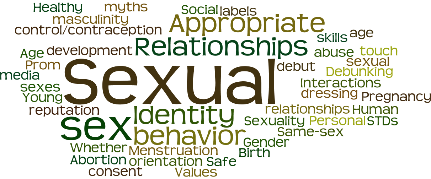 Healthy myths Social labels
masculinity Appropriate
control/contraception Skills age
Age development Relationships abuse touch
Prom debut sexual
media Sexual Debunking
sexes Interactions
Young dressing Pregnancy
reputation Identity relationships Human
sex Sexuality Personal STDs
behavior Same-sex
Whether Menstruation Gender
Abortion orientation Safe Birth
consent Values